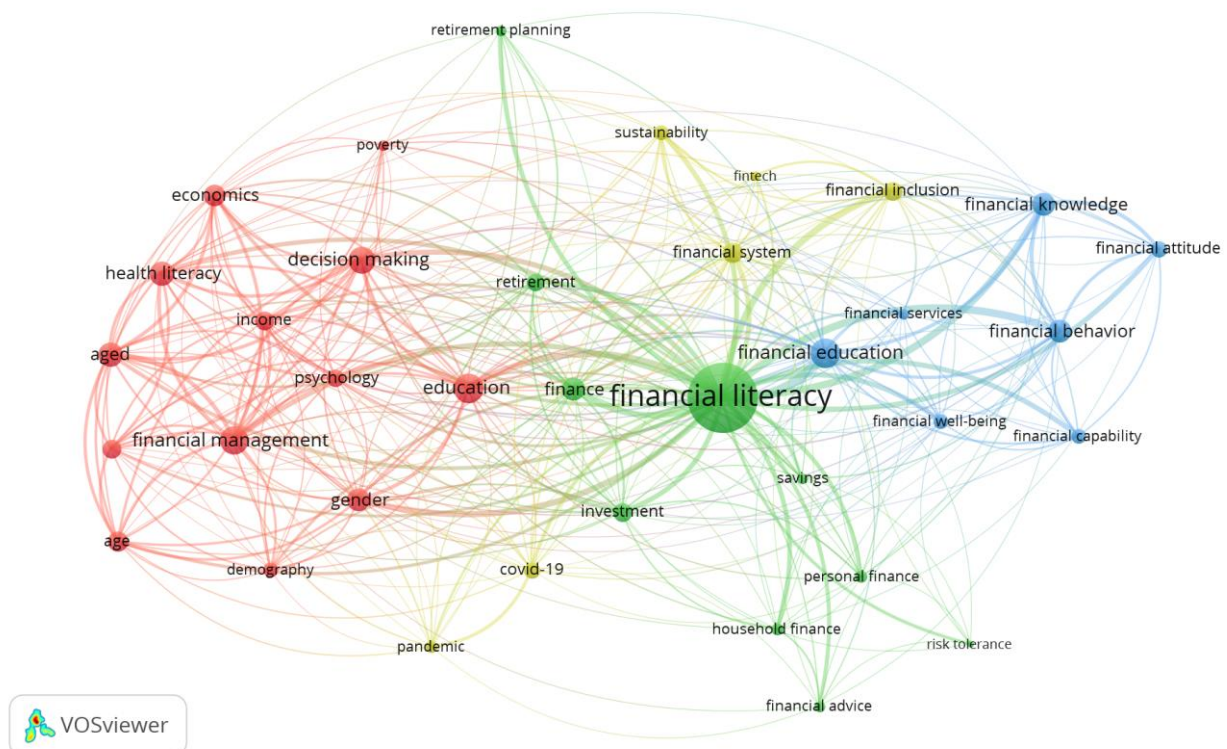 retirement planning
sustainability
poverty
fintech
economics
financial inclusion
financial knowledge
financial attitude
decision making
financial system
health literacy
retirement
income
financial services
financial behavior
aged
financial education
psychology
education
finance
financial literacy
financial well-being
financial management
financial capability
savings
gender
investment
age
demography
covid-19
personal finance
household finance
risk tolerance
pandemic
financial advice
VOSviewer